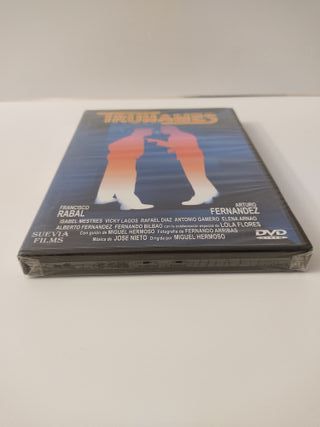 TRUHANES
FRANCISCO
RABAL
ARTURO
FERNANDEZ
ISABEL MESTRES VICKY LAGOS RAFAEL DIAZ ANTONIO GAMERO ELENA ARNAO
ALBERTO FERNANDEZ FERNANDO BILBAO con la colaboracion especial de LOLA FLORES
Con guión de MIGUEL HERMOSO Fotografía de FERNANDO ARRIBAS
Música de JOSE NIETO Dirigida por MIGUEL HERMOSO
SUEVIA
FILMS
DVD